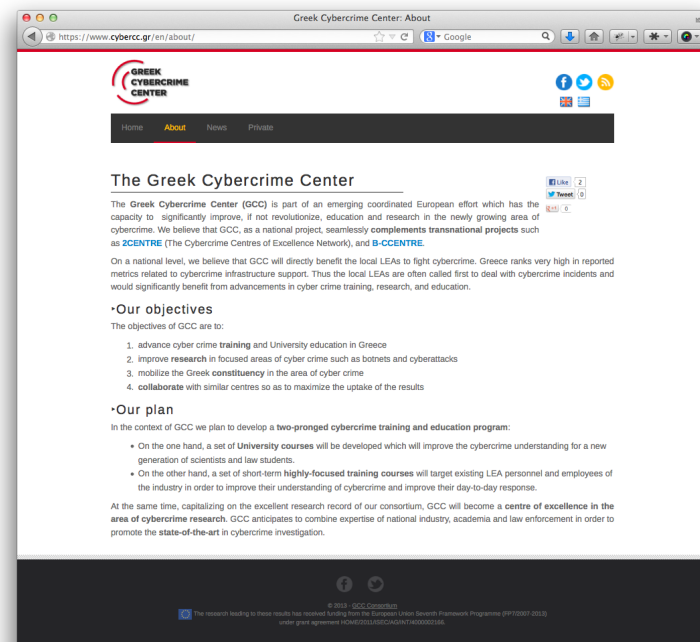 Greek Cybercrime Center: About
https://www.cybercc.gr/en/about/
Google
GREEK
CYBERCRIME
CENTER
Home About News Private
The Greek Cybercrime Center
Like 2
Tweet 0
+1 0
The Greek Cybercrime Center (GCC) is part of an emerging coordinated European effort which has the
capacity to significantly improve, if not revolutionize, education and research in the newly growing area of
cybercrime. We believe that GCC, as a national project, seamlessly complements transnational projects such
as 2CENTRE (The Cybercrime Centres of Excellence Network), and B-CCENTRE.
On a national level, we believe that GCC will directly benefit the local LEAs to fight cybercrime. Greece ranks very high in reported
metrics related to cybercrime infrastructure support. Thus the local LEAs are often called first to deal with cybercrime incidents and
would significantly benefit from advancements in cyber crime training, research, and education.
Our objectives
The objectives of GCC are to:
1. advance cyber crime training and University education in Greece
2. improve research in focused areas of cyber crime such as botnets and cyberattacks
3. mobilize the Greek constituency in the area of cyber crime
4. collaborate with similar centres so as to maximize the uptake of the results
Our plan
In the context of GCC we plan to develop a two-pronged cybercrime training and education program:
• On the one hand, a set of University courses will be developed which will improve the cybercrime understanding for a new
generation of scientists and law students.
• On the other hand, a set of short-term highly-focused training courses will target existing LEA personnel and employees of
the industry in order to improve their understanding of cybercrime and improve their day-to-day response.
At the same time, capitalizing on the excellent research record of our consortium, GCC will become a centre of excellence in the
area of cybercrime research. GCC anticipates to combine expertise of national industry, academia and law enforcement in order to
promote the state-of-the-art in cybercrime investigation.
© 2013 - GCC Consortium
The research leading to these results has received funding from the European Union Seventh Framework Programme (FP7/2007-2013)
under grant agreement HOME/2011/ISEC/AG/INT/4000002166.